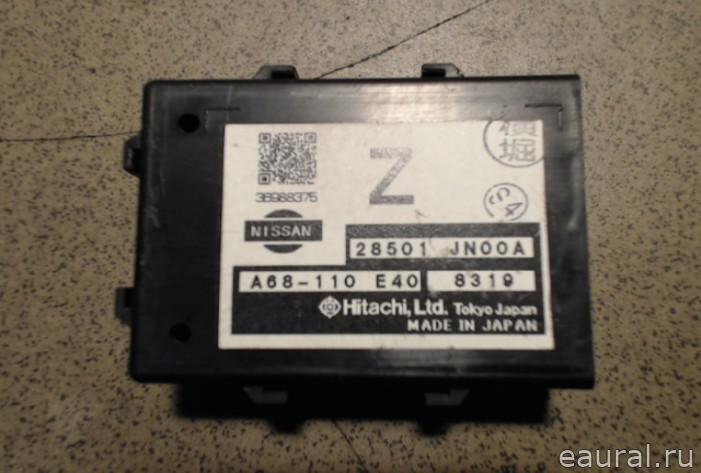 Z
36988375
NISSAN
28501 JN00A
A68-110 E40 8319
Hitachi, Ltd. Tokyo Japan
MADE IN JAPAN
eaural.ru